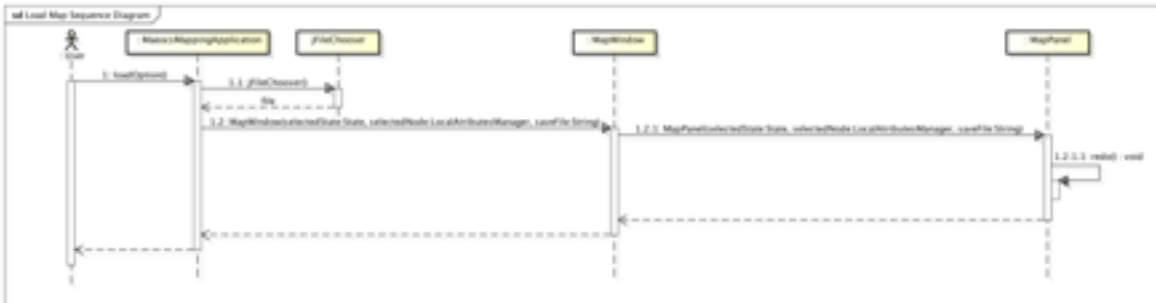 sd Load Map Sequence Diagram
: User
MaeocsMappingApplication
jFileChooser
MapWindow
MapPanel
1: loadOption()
1.1: jFileChooser()
file
1.2: MapWindow(selectedState:State, selectedNode:LocalAttributesManager, saveFile:String)
1.2.1: MapPanel(selectedState:State, selectedNode:LocalAttributesManager, saveFile:String)
1.2.1.1: redo() : void